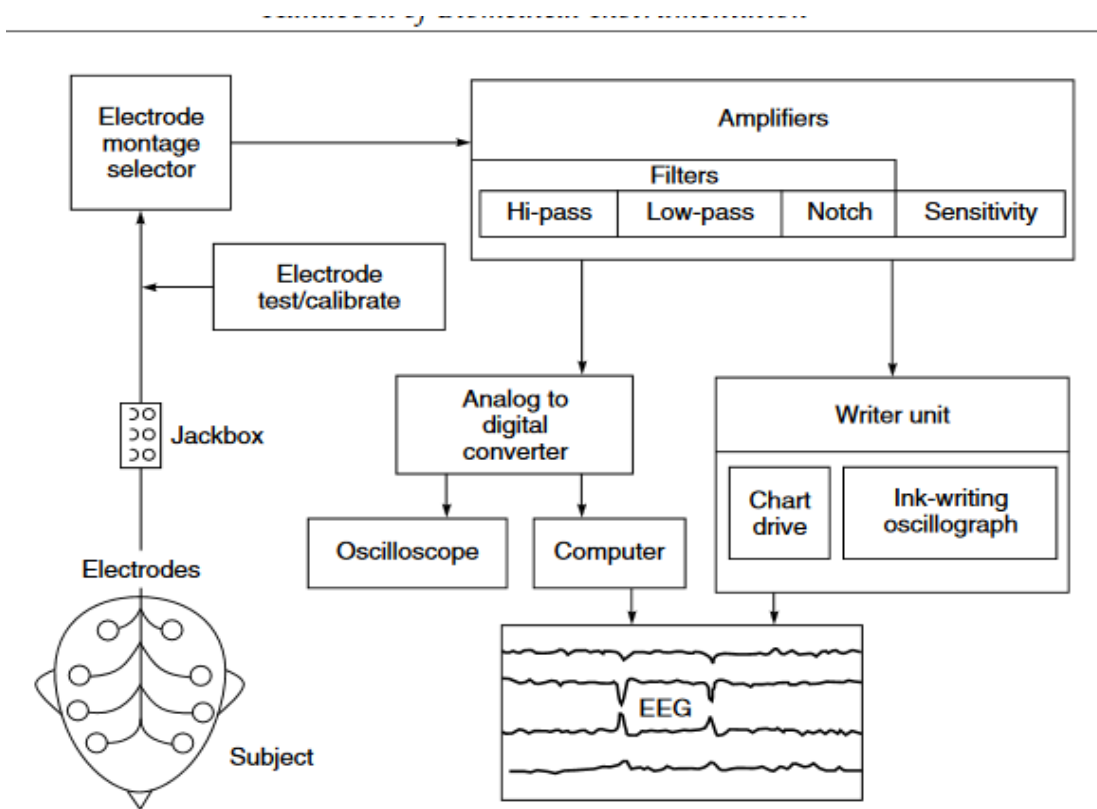 Electrode
montage
selector
Amplifiers
Filters
Hi-pass
Low-pass
Notch
Sensitivity
Electrode
test/calibrate
Jackbox
Analog to
digital
converter
Writer unit
Chart
drive
Ink-writing
oscillograph
Oscilloscope
Computer
Electrodes
EEG
Subject